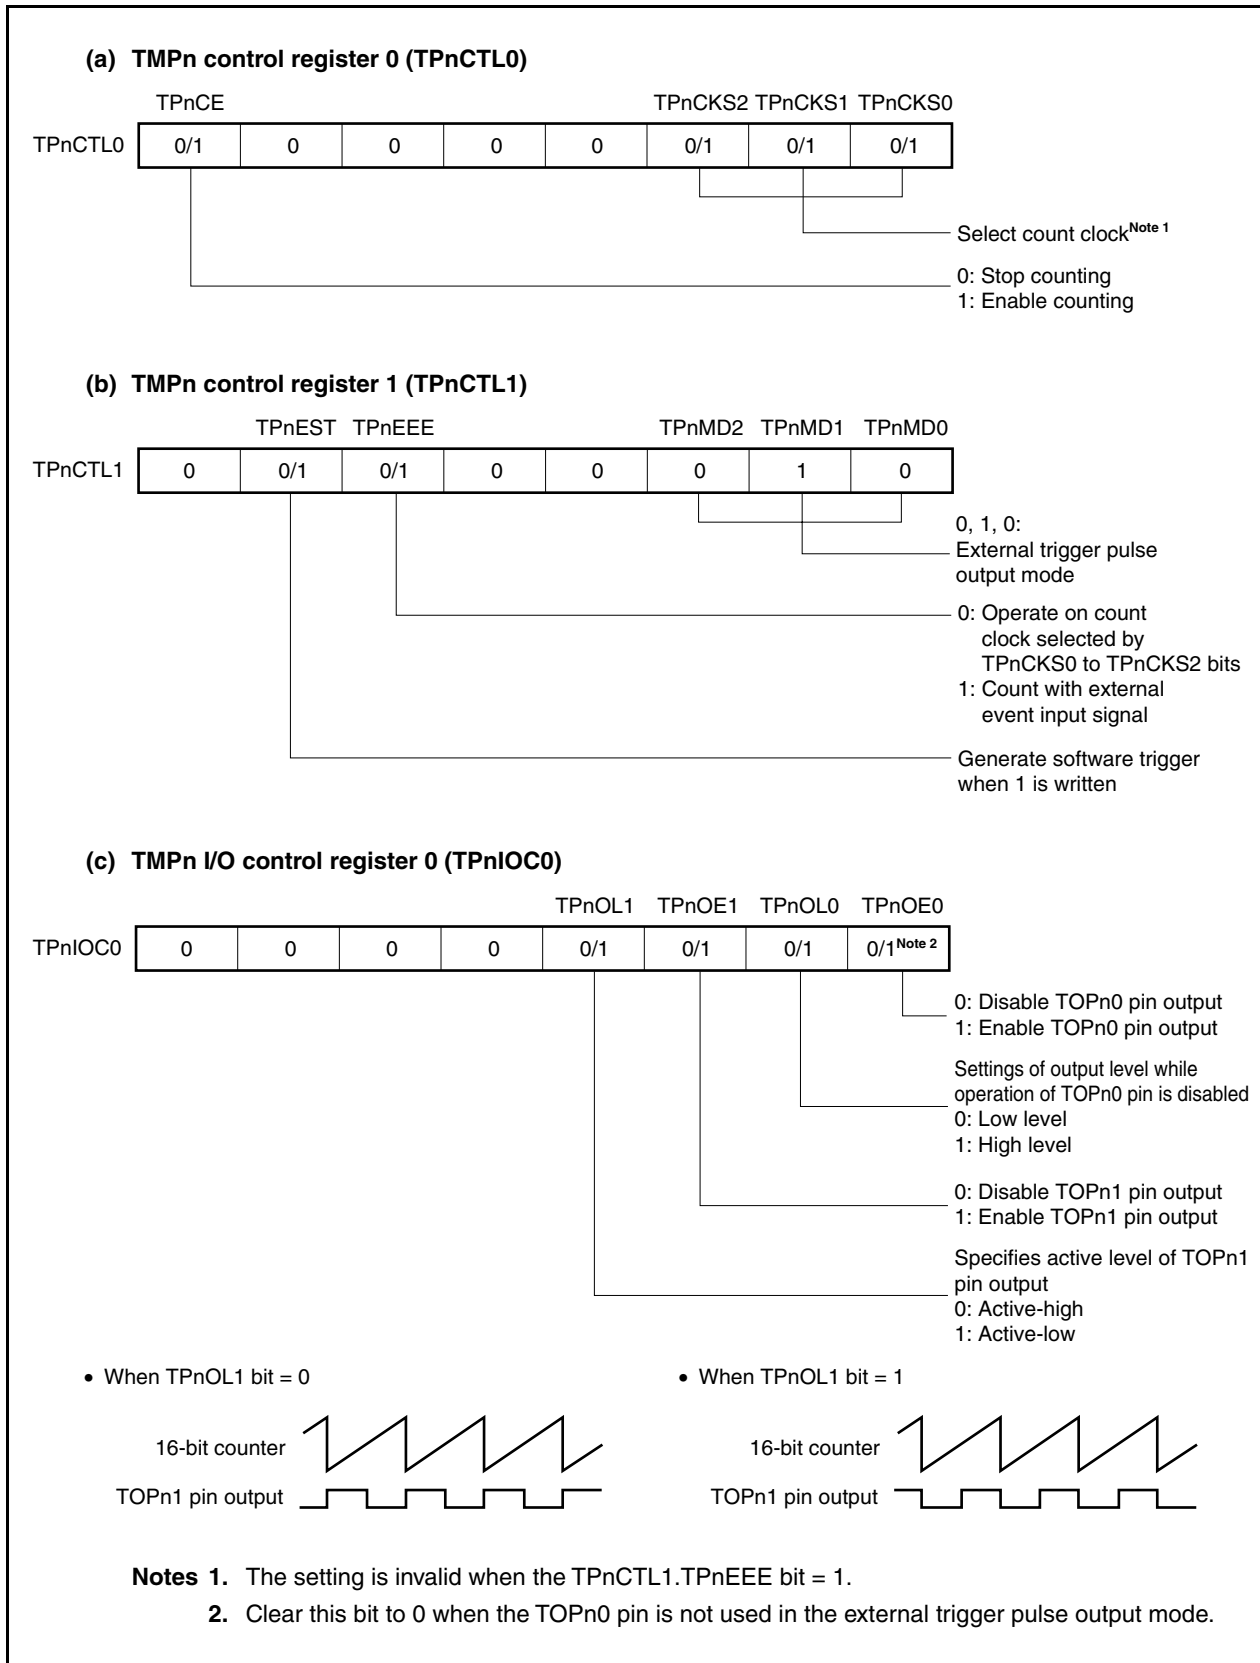 (a) TMPn control register 0 (TPnCTL0)
TPnCE TPnCKS2 TPnCKS1 TPnCKS0
TPnCTL0 0/1 0 0 0 0 0/1 0/1 0/1
Select count clock Note 1
0: Stop counting
1: Enable counting
(b) TMPn control register 1 (TPnCTL1)
TPnEST TPnEEE TPnMD2 TPnMD1 TPnMD0
TPnCTL1 0 0/1 0/1 0 0 0 1 0
0, 1, 0:
External trigger pulse
output mode
0: Operate on count
clock selected by
TPnCKS0 to TPnCKS2 bits
1: Count with external
event input signal
Generate software trigger
when 1 is written
(c) TMPn I/O control register 0 (TPnIOC0)
TPnOL1 TPnOE1 TPnOL0 TPnOE0
TPnIOC0 0 0 0 0 0/1 0/1 0/1 0/1 Note 2
0: Disable TOPn0 pin output
1: Enable TOPn0 pin output
Settings of output level while
operation of TOPn0 pin is disabled
0: Low level
1: High level
0: Disable TOPn1 pin output
1: Enable TOPn1 pin output
Specifies active level of TOPn1
pin output
0: Active-high
1: Active-low
• When TPnOL1 bit = 0
16-bit counter
TOPn1 pin output
• When TPnOL1 bit = 1
16-bit counter
TOPn1 pin output
Notes 1. The setting is invalid when the TPnCTL1.TPnEEE bit = 1.
2. Clear this bit to 0 when the TOPn0 pin is not used in the external trigger pulse output mode.